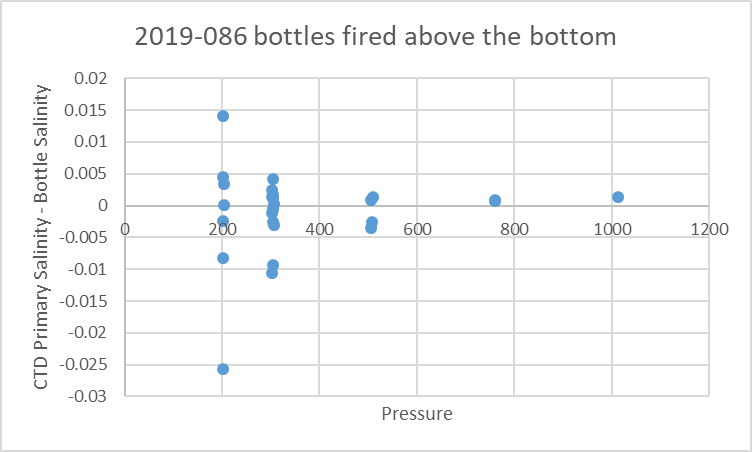 2019-086 bottles fired above the bottom
CTD Primary Salinity - Bottle Salinity
0.02
0.015
0.01
0.005
0
-0.005
-0.01
-0.015
-0.02
-0.025
-0.03
0 200 400 600 800 1000 1200
Pressure